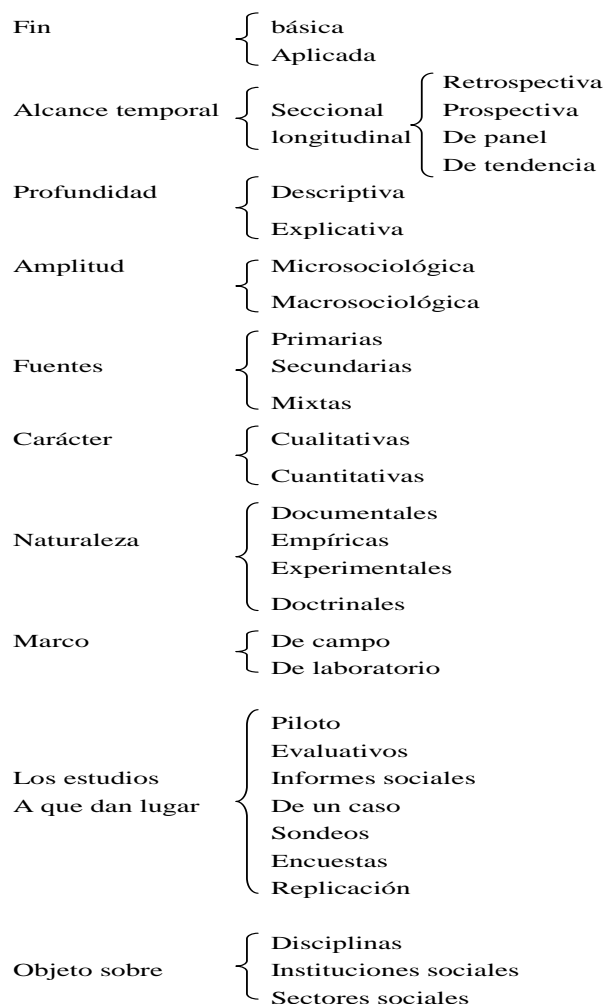 Fin
básica
Aplicada
Alcance temporal
Seccional
longitudinal
Retrospectiva
Prospectiva
De panel
De tendencia
Profundidad
Descriptiva
Explicativa
Amplitud
Microsociológica
Macrosociológica
Fuentes
Primarias
Secundarias
Mixtas
Carácter
Cualitativas
Cuantitativas
Naturaleza
Documentales
Empíricas
Experimentales
Doctrinales
Marco
De campo
De laboratorio
Los estudios
A que dan lugar
Piloto
Evaluativos
Informes sociales
De un caso
Sondeos
Encuestas
Replicación
Objeto sobre
Disciplinas
Instituciones sociales
Sectores sociales